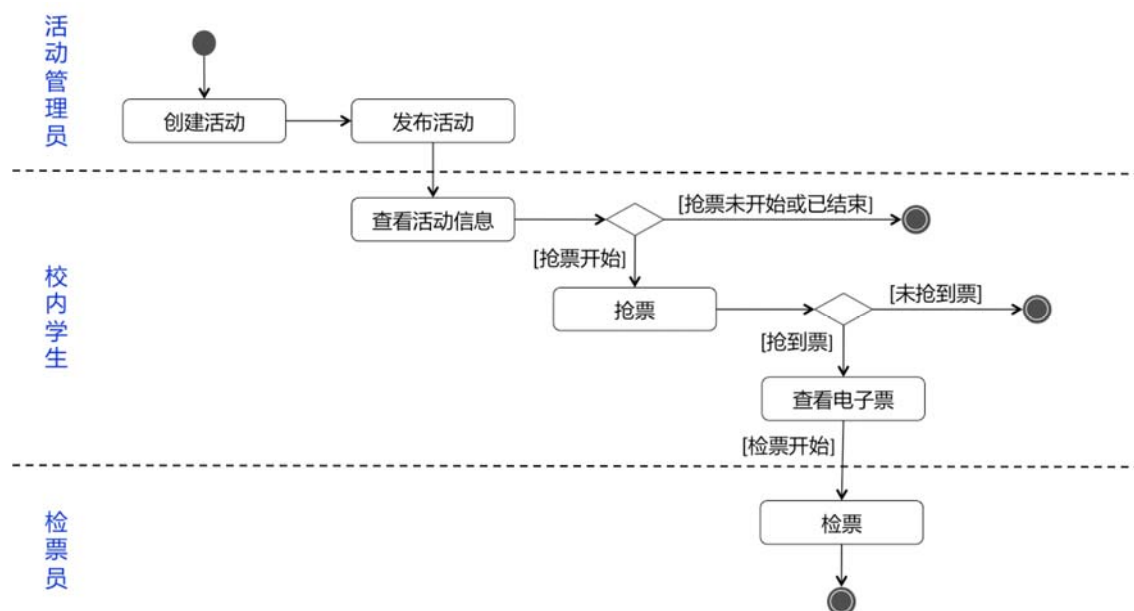 活动管理员
创建活动
发布活动
校内学生
查看活动信息
[抢票未开始或已结束]
[抢票开始]
抢票
[未抢到票]
[抢到票]
查看电子票
[检票开始]
检票员
检票